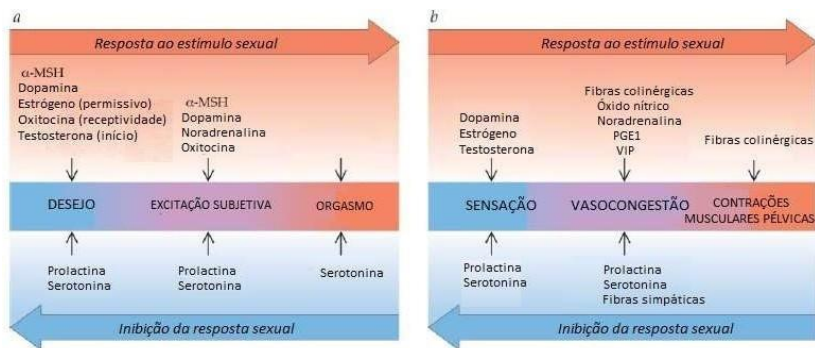 a
Resposta ao estímulo sexual
α-MSH
Dopamina
Estrógeno (permissivo)
Oxitocina (receptividade)
Testosterona (início)
α-MSH
Dopamina
Noradrenalina
Oxitocina
DESEJO
EXCITAÇÃO SUBJETIVA
ORGASMO
Prolactina
Serotonina
Prolactina
Serotonina
Serotonina
Inibição da resposta sexual
b
Resposta ao estímulo sexual
Dopamina
Estrógeno
Testosterona
Fibras colinérgicas
Óxido nítrico
Noradrenalina
PGE1
VIP
Fibras colinérgicas
SENSAÇÃO
VASOCONGESTÃO
CONTRAÇÕES
MUSCULARES PÉLVICAS
Prolactina
Serotonina
Prolactina
Serotonina
Fibras simpáticas
Inibição da resposta sexual